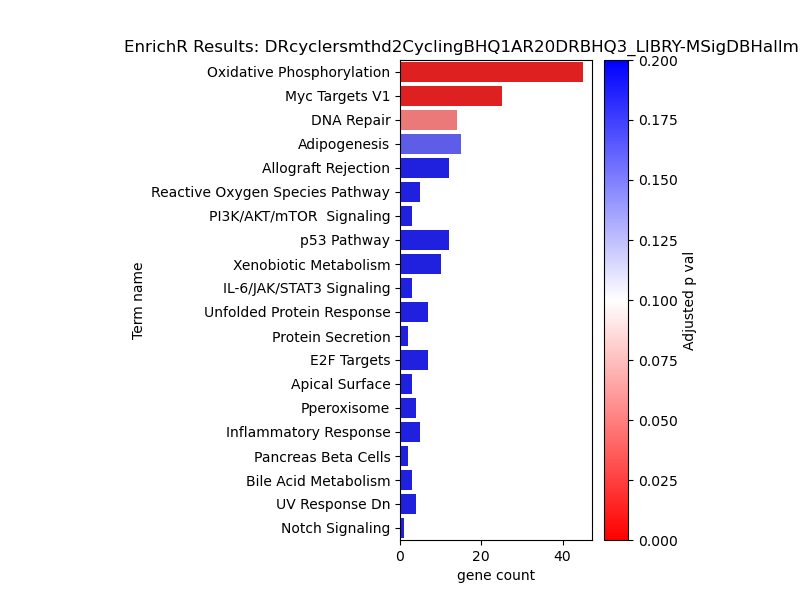 EnrichR Results: DRcyclersmthd2CyclingBHQ1AR20DRBHQ3_LIBRY-MSigDBHallm
Oxidative Phosphorylation
Myc Targets V1
DNA Repair
Adipogenesis
Allograft Rejection
Reactive Oxygen Species Pathway
PI3K/AKT/mTOR  Signaling
p53 Pathway
Xenobiotic Metabolism
IL-6/JAK/STAT3 Signaling
Unfolded Protein Response
Protein Secretion
E2F Targets
Apical Surface
Pperoxisome
Inflammatory Response
Pancreas Beta Cells
Bile Acid Metabolism
UV Response Dn
Notch Signaling
Term name
0 20 40
gene count
0.200
0.175
0.150
0.125
0.100
0.075
0.050
0.025
0.000
Adjusted p val